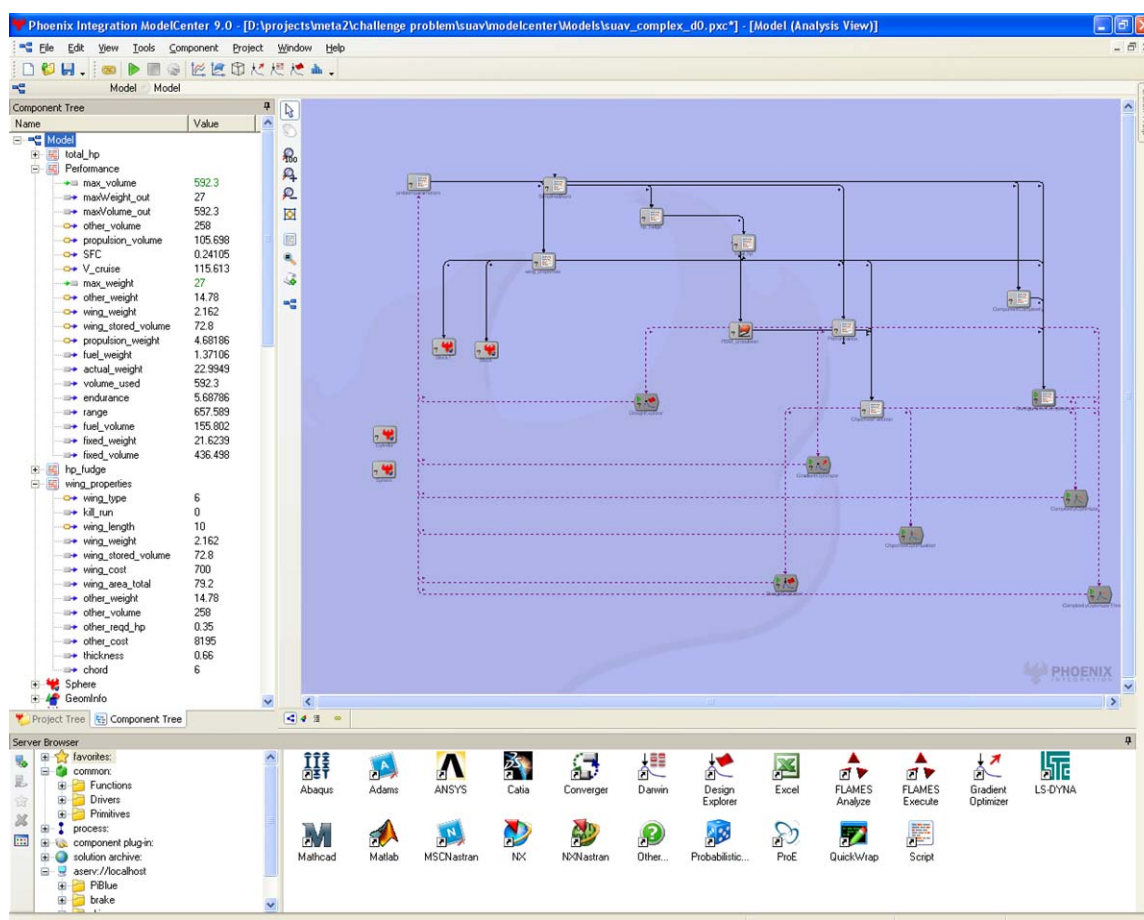 Phoenix Integration ModelCenter 9.0 - [D:\projects\meta2\challenge problem\suav\modelcenter\Models\suav_complex_d0.pxc*] - [Model (Analysis View)]
File Edit View Tools Component Project Window Help
Model Model
Component Tree
Name Value
Model
total_hp
Performance
max_volume 592.3
maxWeight_out 27
maxVolume_out 592.3
other_volume 258
propulsion_volume 105.698
SFC 0.24105
V_cruise 115.613
max_weight 27
other_weight 14.78
wing_weight 2.162
wing_stored_volume 72.8
propulsion_weight 4.68186
fuel_weight 1.37106
actual_weight 22.9949
volume_used 592.3
endurance 5.68786
range 657.589
fuel_volume 155.802
fixed_weight 21.6239
fixed_volume 436.498
hp_fudge
wing_properties
wing_type 6
kill_run 0
wing_length 10
wing_weight 2.162
wing_stored_volume 72.8
wing_cost 700
wing_area_total 79.2
other_weight 14.78
other_volume 258
other_reqd_hp 0.35
other_cost 8195
thickness 0.66
chord 6
Sphere
GeomInfo
100
wing_properties
PHOENIX
INTEGRATION
Project Tree Component Tree
Server Browser
favorites:
common:
Functions
Drivers
Primitives
process:
component plug-in:
solution archive:
aserv://localhost
PiBlue
brake
Abaqus Adams ANSYS Catia Converger Darwin Design Explorer Excel FLAMES Analyze FLAMES Execute Gradient Optimizer LS-DYNA
Mathcad Matlab MSCNastran NX NXNastran Other... Probabilistic... ProE QuickWrap Script